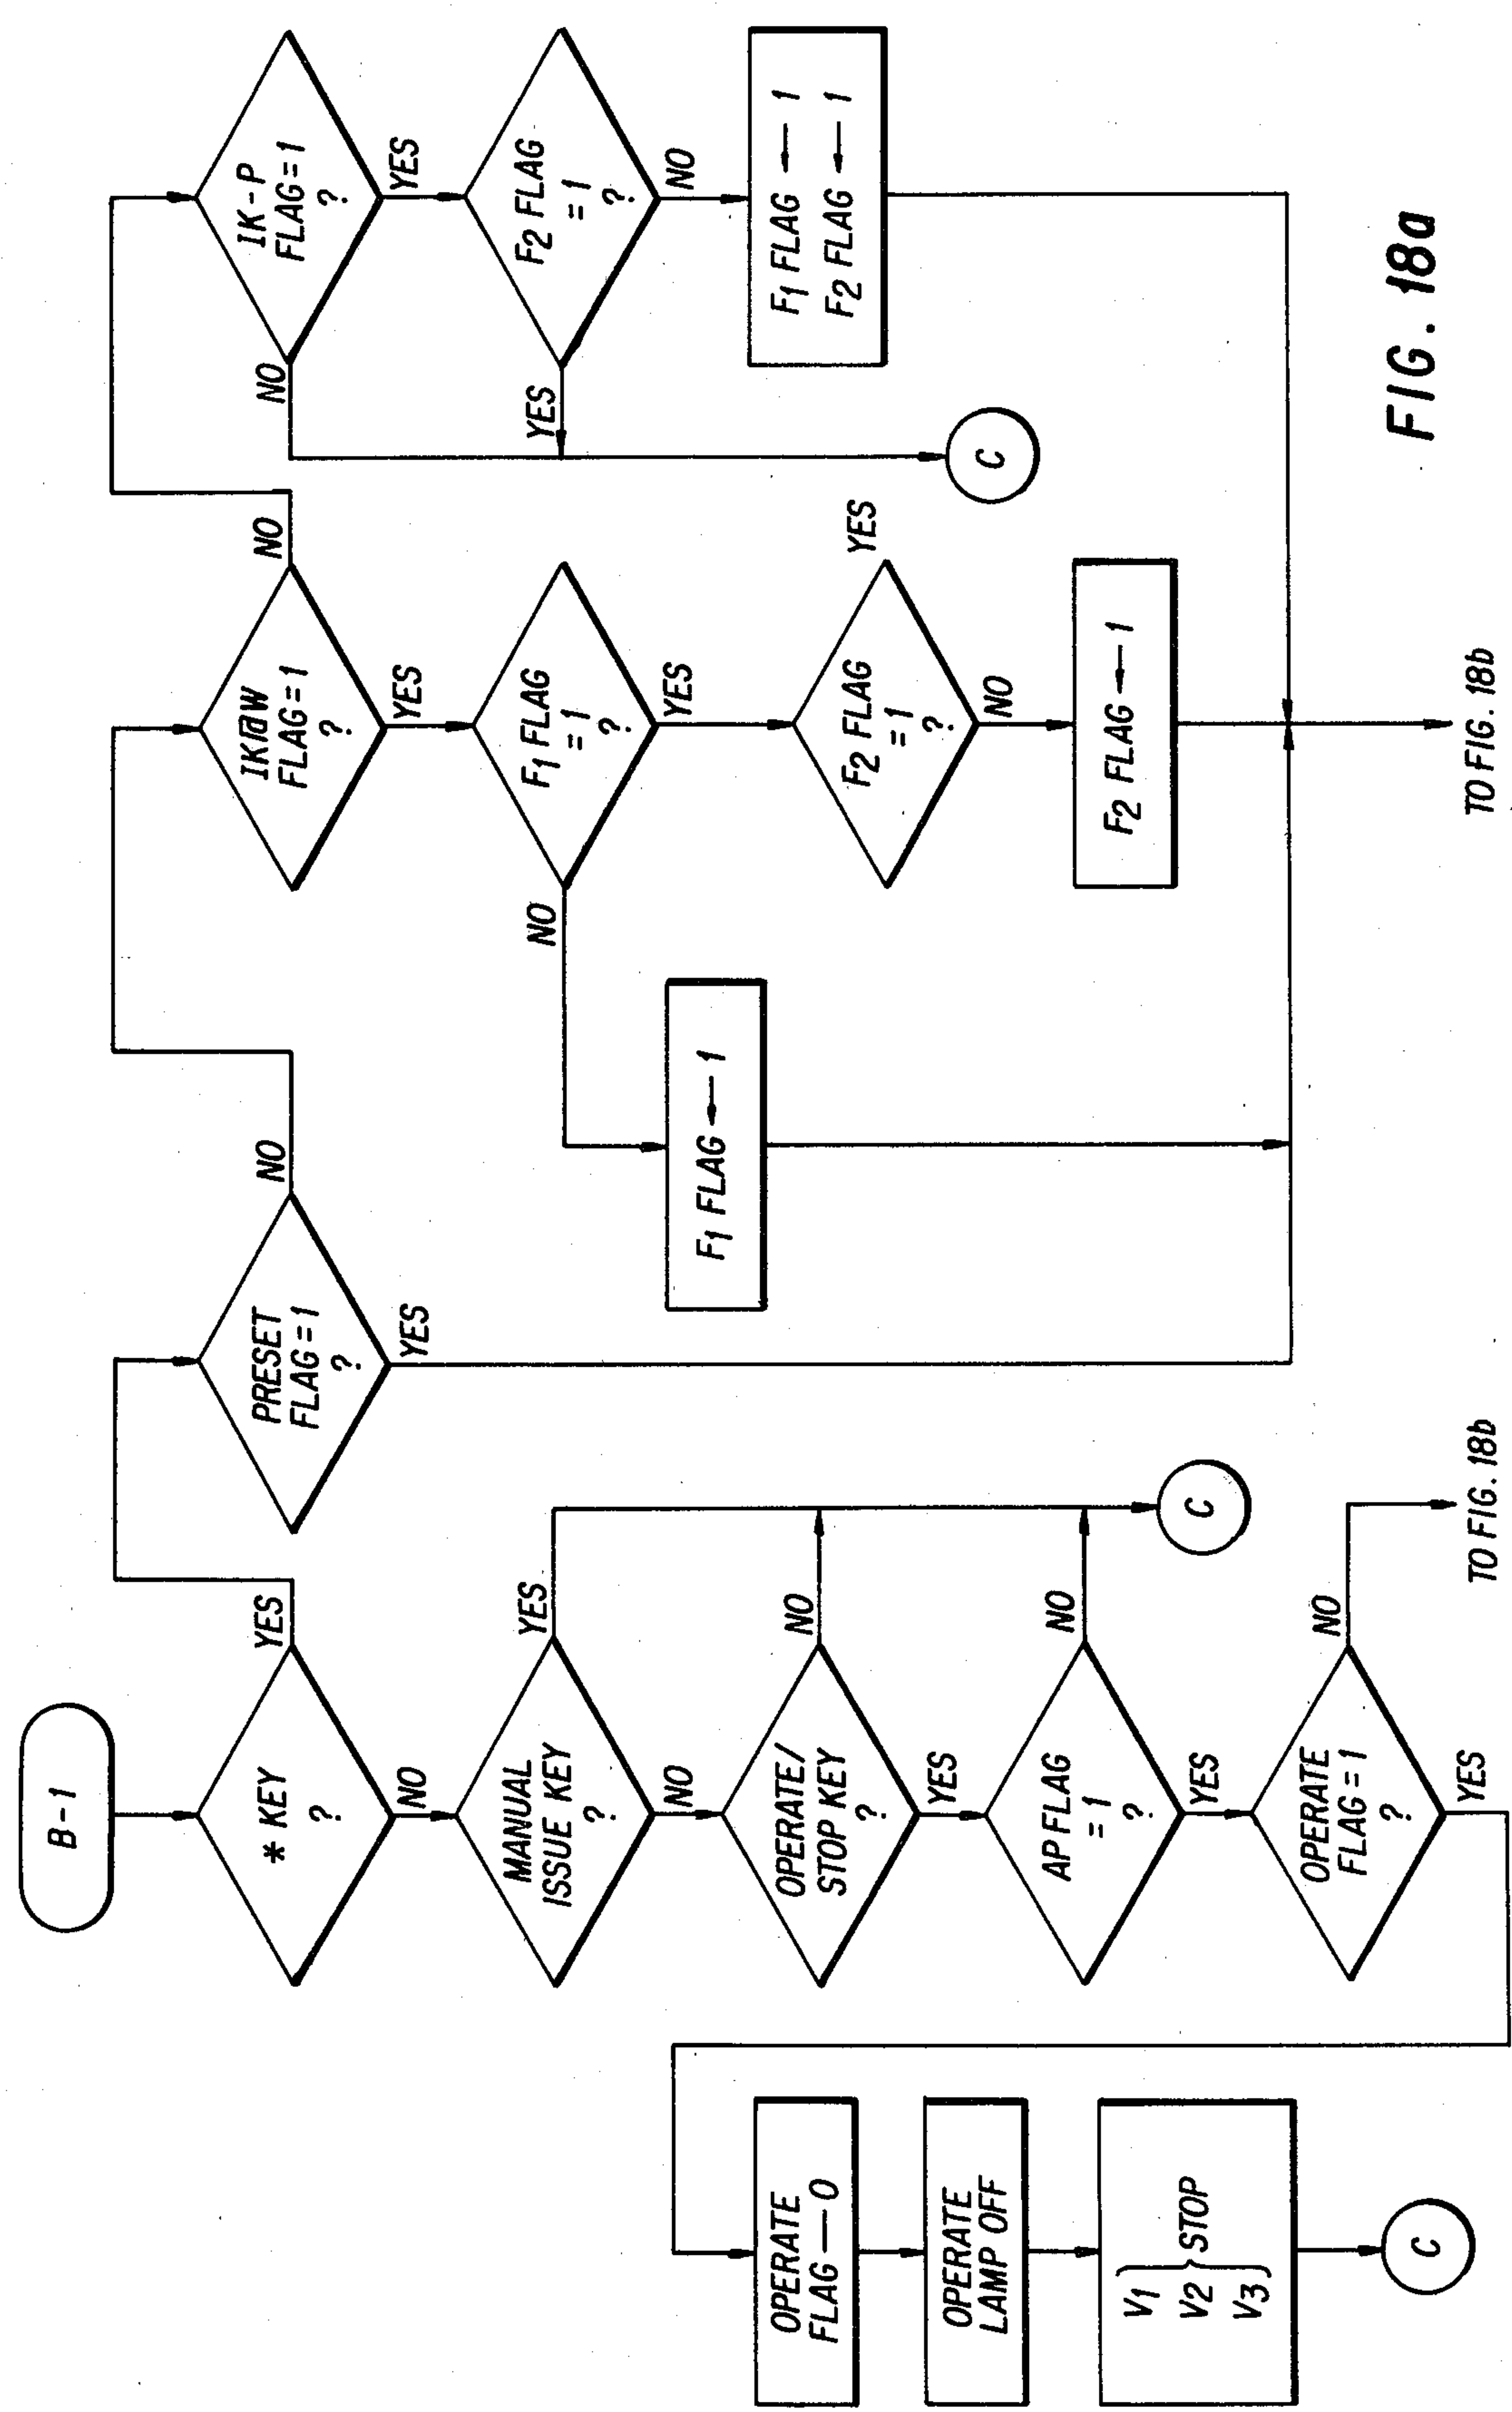 B-1
* KEY
?
YES
NO
MANUAL
ISSUE KEY
?
YES
NO
OPERATE/
STOP KEY
?
NO
YES
AP FLAG
= 1
?
NO
YES
OPERATE
FLAG = 1
?
NO
YES
TO FIG. 18b
C
OPERATE
FLAG — 0
OPERATE
LAMP OFF
V1
V2 } STOP
V3
C
PRESET
FLAG = 1
?
NO
YES
IK/@W
FLAG = 1
?
NO
YES
F1 FLAG
= 1
?
NO
YES
F1 FLAG ← 1
F2 FLAG
= 1
?
YES
NO
F2 FLAG ← 1
TO FIG. 18b
IK-P
FLAG = 1
?
NO
YES
F2 FLAG
= 1
?
YES
NO
F1 FLAG ← 1
F2 FLAG ← 1
C
FIG. 18a